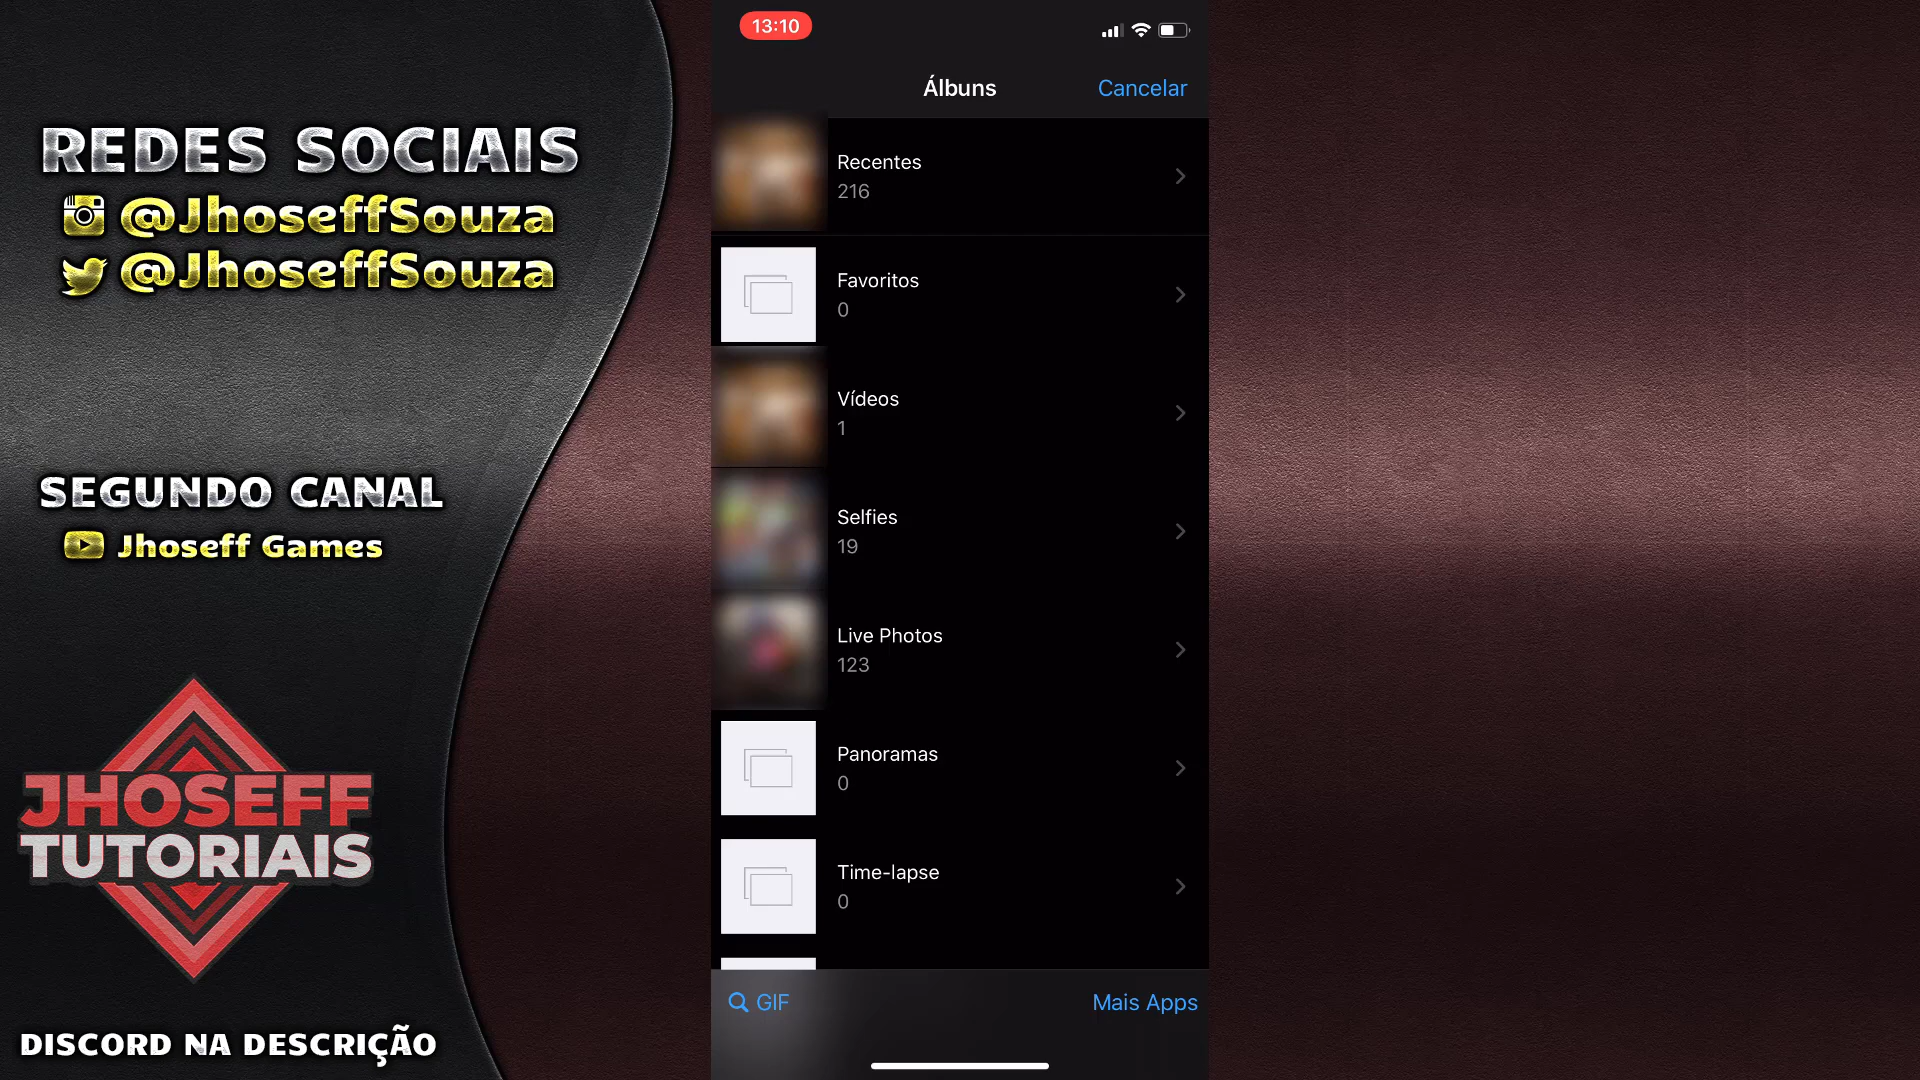 REDES SOCIAIS
@JhoseffSouza
@JhoseffSouza
SEGUNDO CANAL
Jhoseff Games
JHOSEFF
TUTORIAIS
DISCORD NA DESCRIÇÃO
13:10
Álbuns
Cancelar
Recentes
216
Favoritos
0
Vídeos
1
Selfies
19
Live Photos
123
Panoramas
0
Time-lapse
0
GIF
Mais Apps